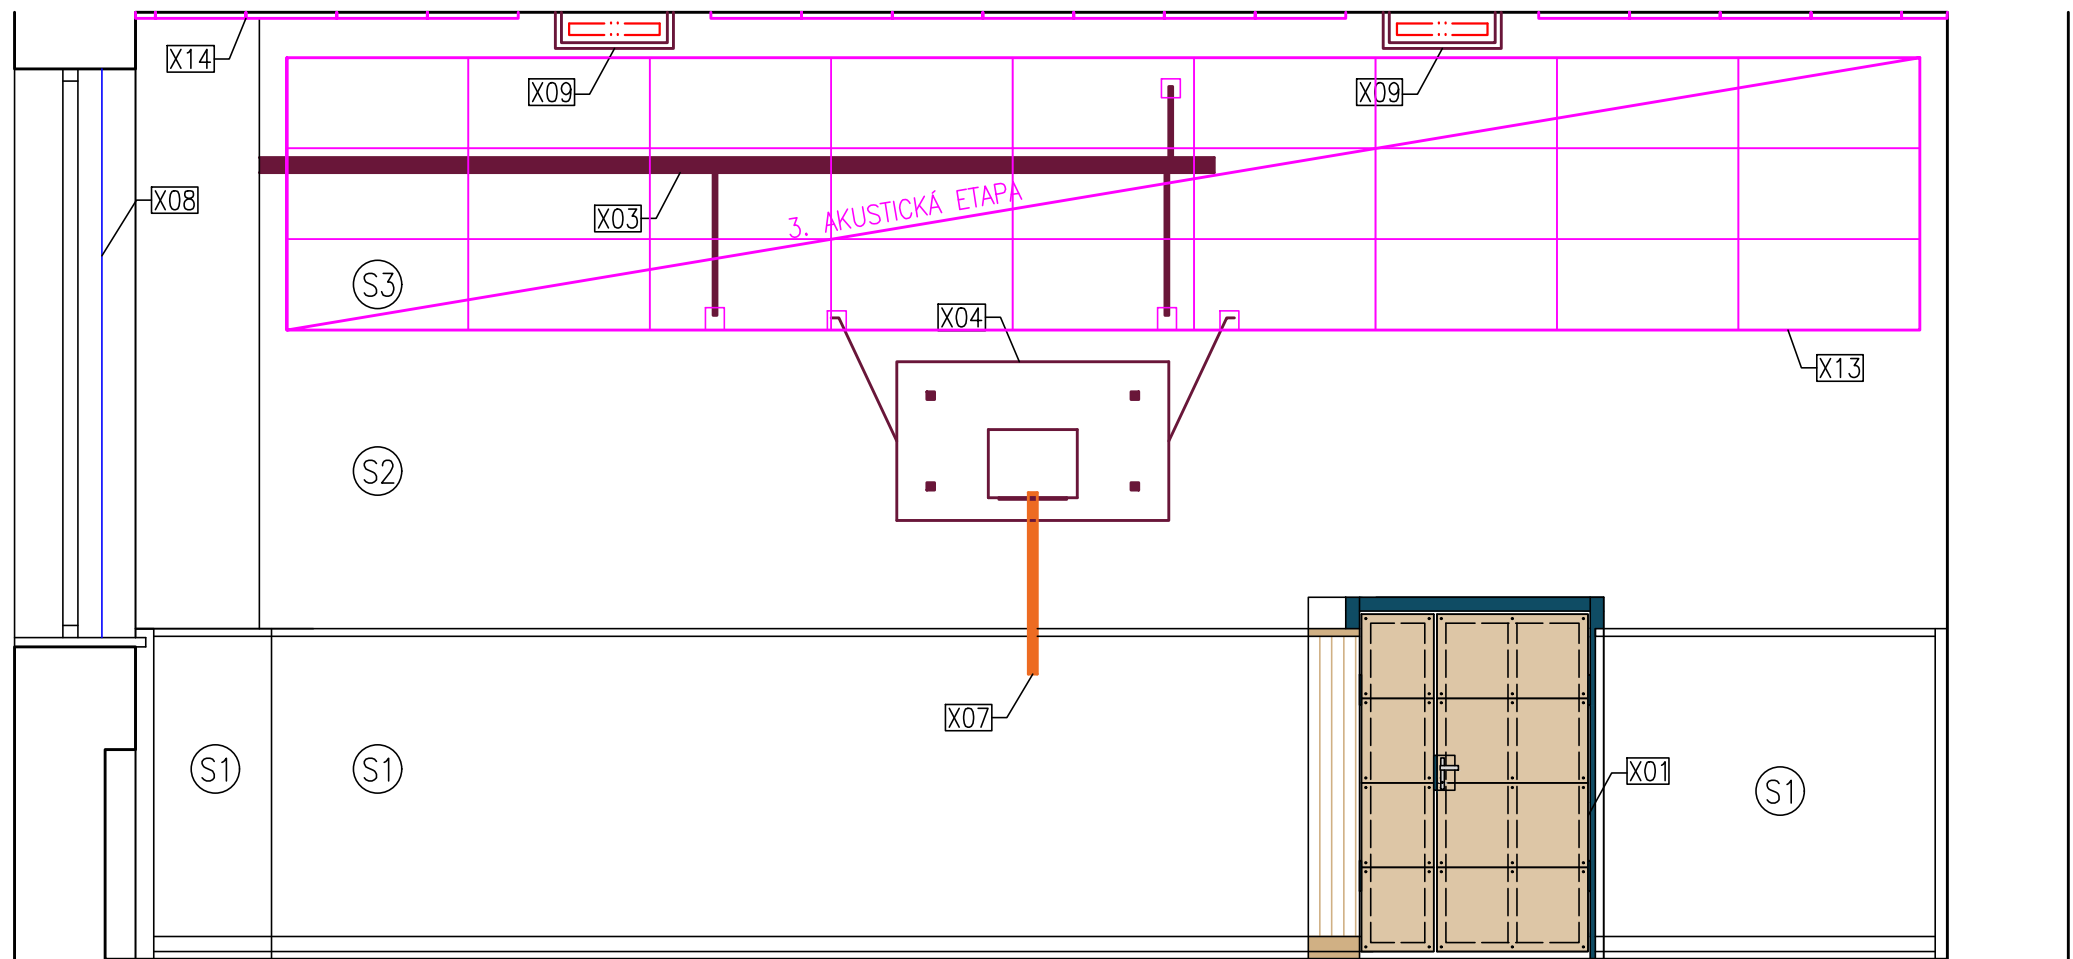 X14
X09
X09
X08
X03
3. AKUSTICKÁ ETAPA
S3
X04
X13
S2
X07
S1
S1
X01
S1